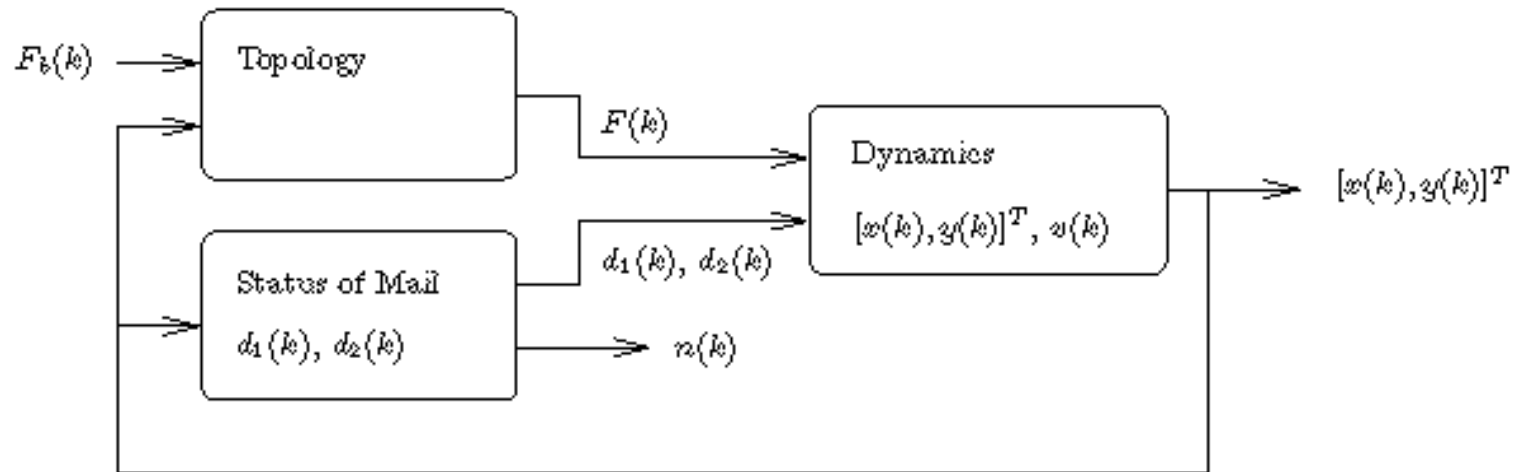 F_b(k)
Topology
F(k)
Dynamics
[x(k), y(k)]^T, v(k)
[x(k), y(k)]^T
d_1(k), d_2(k)
Status of Mail
d_1(k), d_2(k)
n(k)